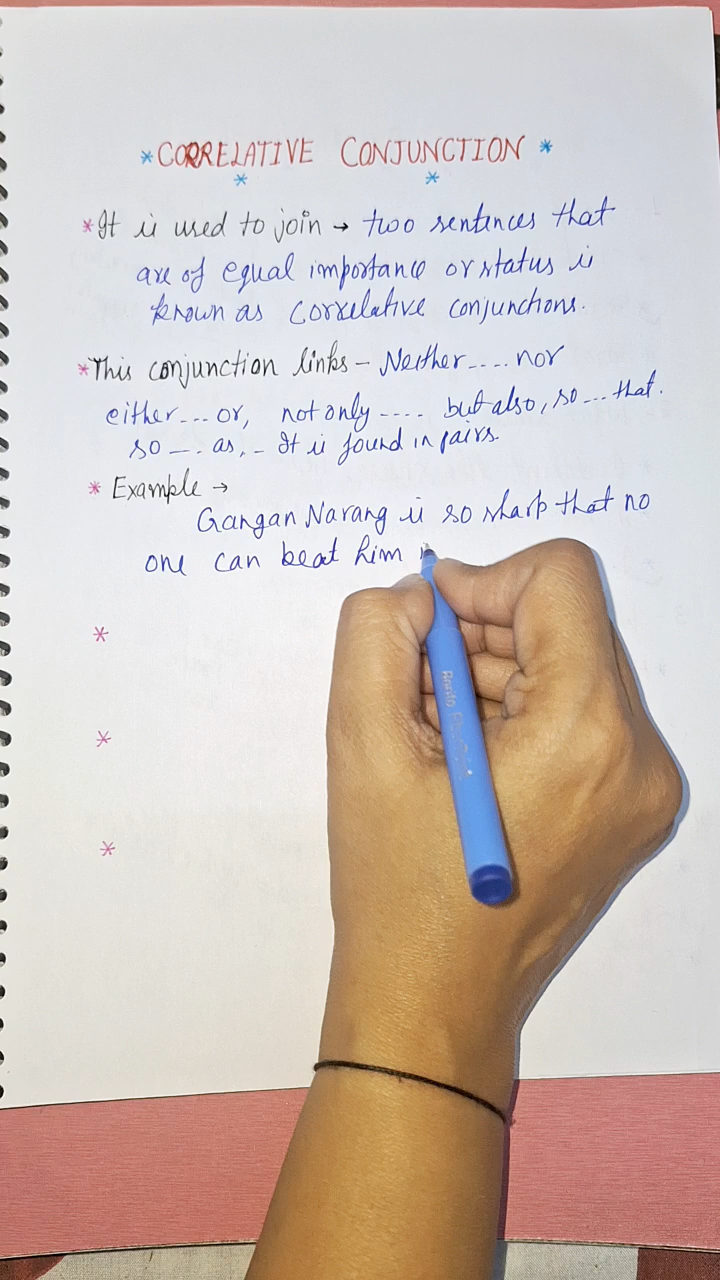 *CORRELATIVE CONJUNCTION *
* *
*It is used to join → two sentences that
are of equal importance or status is
known as correlative conjunctions.
*This conjunction links - Neither .... nor
either ... or, not only .... but also, so ... that.
so -. as, - It is found in pairs.
* Example →
Gangan Narang is so sharp that no
one can beat him
*
*
*